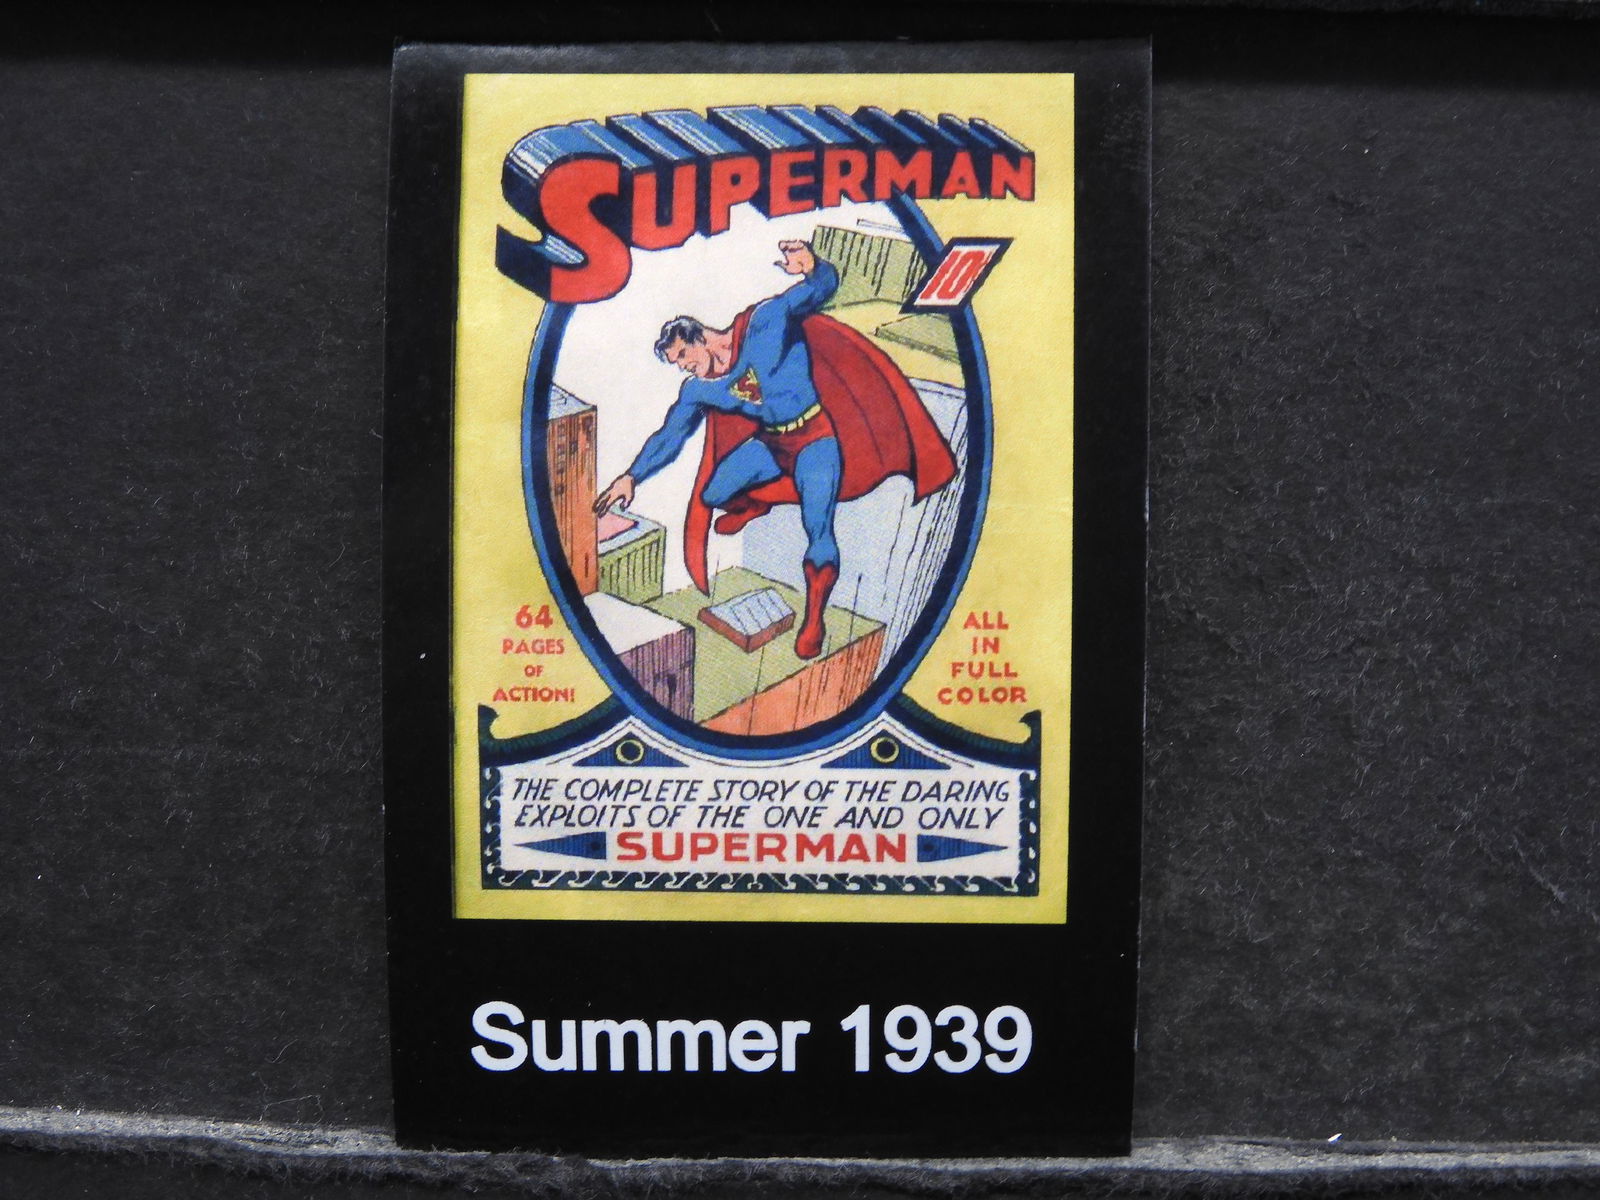 SUPERMAN
10¢
S
64
PAGES
OF
ACTION!
ALL
IN
FULL
COLOR
THE COMPLETE STORY OF THE DARING
EXPLOITS OF THE ONE AND ONLY
SUPERMAN
Summer 1939